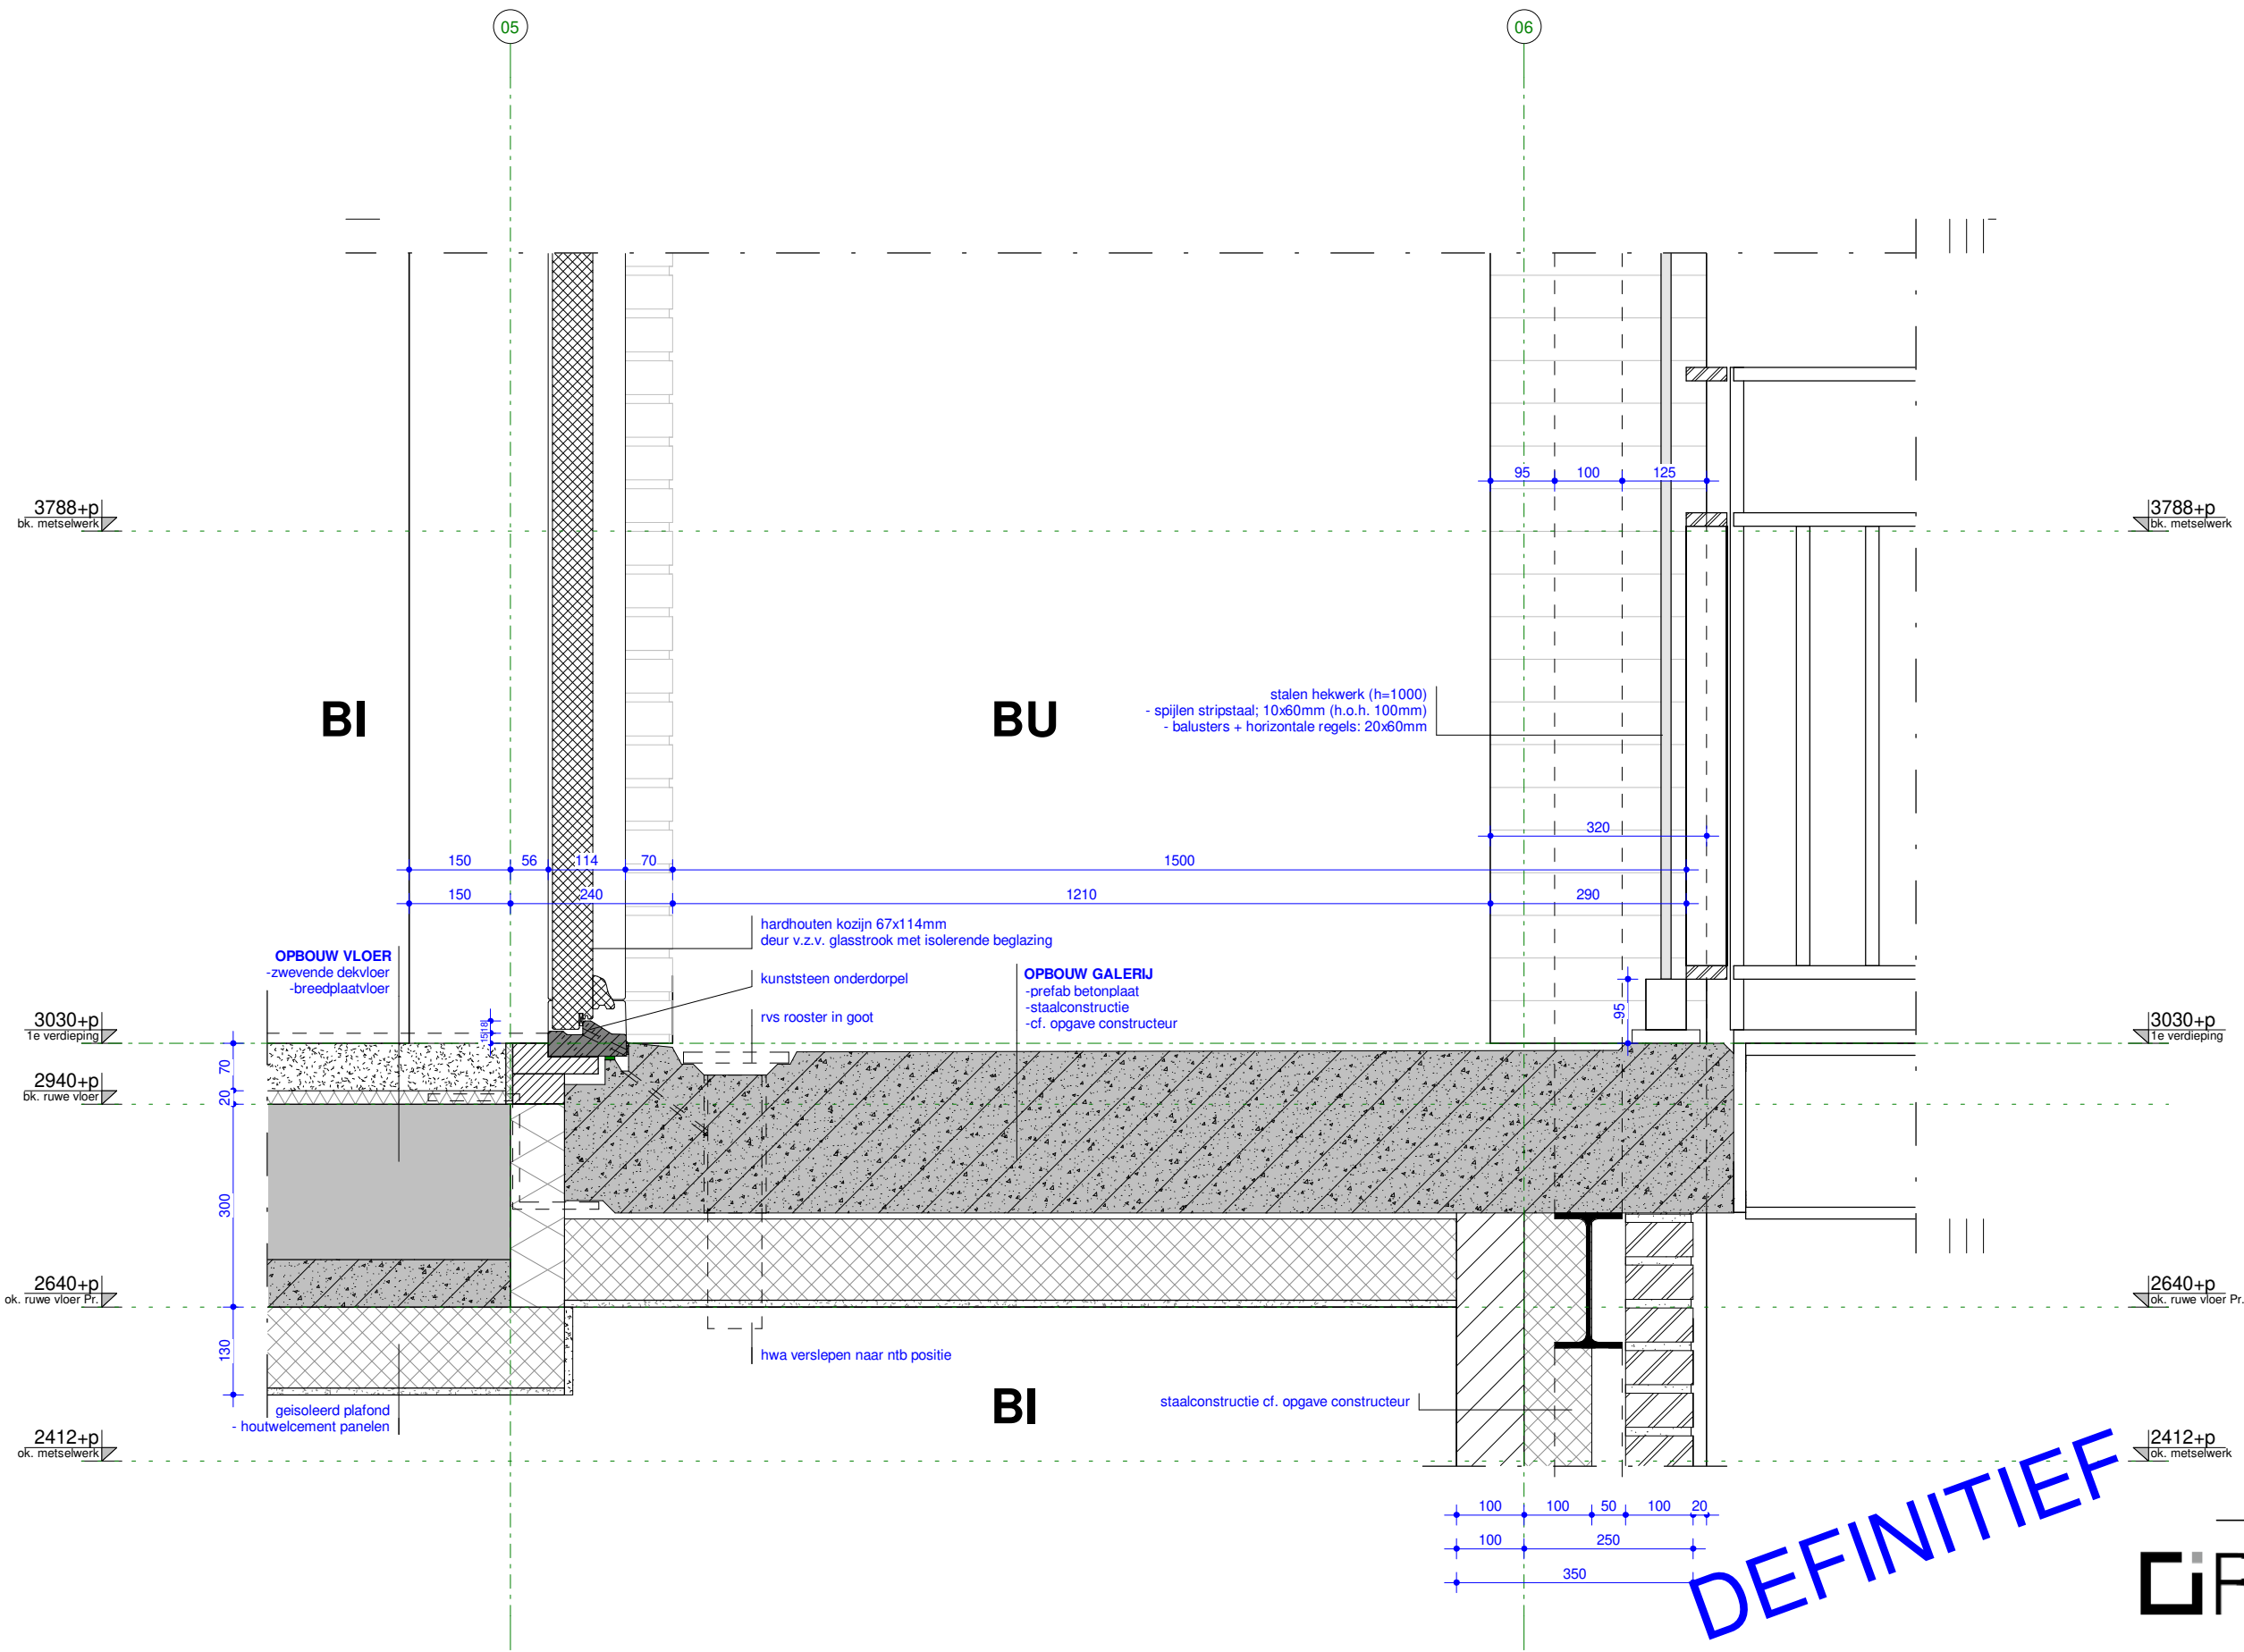 05
06
95 100 125
3788+p
bk. metselwerk
3788+p
bk. metselwerk
BI
BU
stalen hekwerk (h=1000)
- spijlen stripstaal; 10x60mm (h.o.h. 100mm)
- balusters + horizontale regels: 20x60mm
320
150 56 114 70 1500
150 240 1210 290
hardhouten kozijn 67x114mm
deur v.z.v. glasstrook met isolerende beglazing
OPBOUW VLOER
-zwevende dekvloer
-breedplaatvloer
kunststeen onderdorpel
OPBOUW GALERIJ
-prefab betonplaat
-staalconstructie
-cf. opgave constructeur
rvs rooster in goot
95
15 18
3030+p
1e verdieping
3030+p
1e verdieping
70
2940+p
bk. ruwe vloer
20
300
2640+p
ok. ruwe vloer Pr.
2640+p
ok. ruwe vloer Pr.
130
hwa verslepen naar ntb positie
BI
staalconstructie cf. opgave constructeur
geisoleerd plafond
- houtwelcement panelen
2412+p
ok. metselwerk
2412+p
ok. metselwerk
100 100 50 100 20
100 250
350
DEFINITIEF